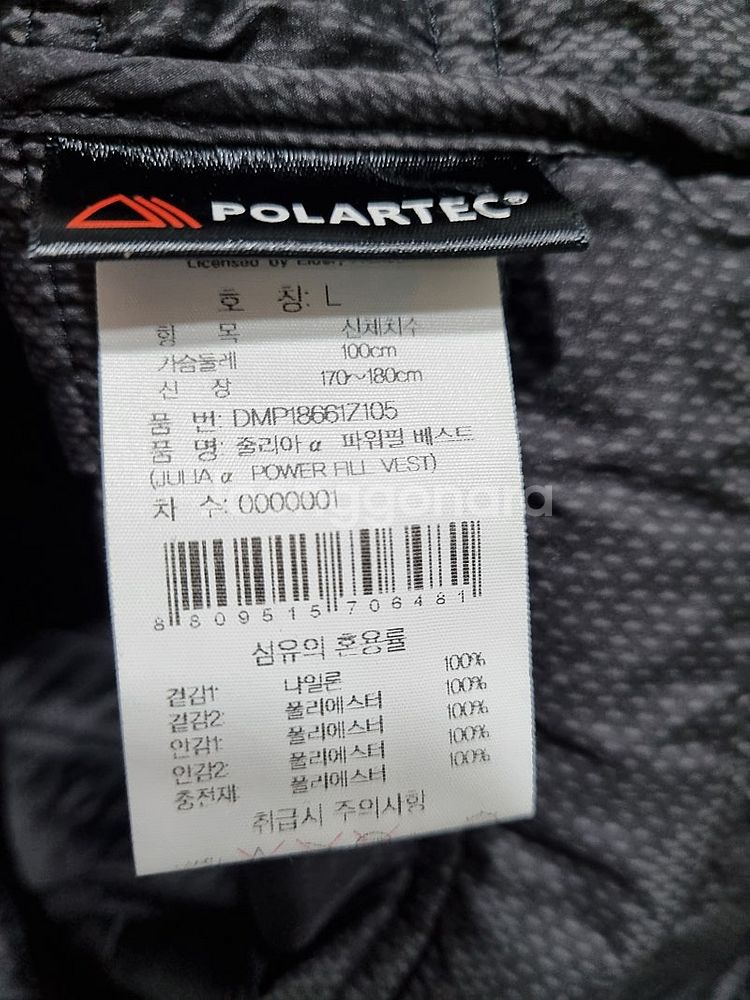 POLARTEC®
Licensed by
호 칭: L
항 목 신체치수
가슴둘레 100cm
신 장 170~180cm
품 번: DMP18661Z105
품 명: 줄리아 α 파워필 베스트
(JULIA α POWER FILL VEST)
차 수: 0000001
ggonara
8809515706481
섬유의 혼용률
겉감1: 나일론 100%
겉감2: 폴리에스터 100%
안감1: 폴리에스터 100%
안감2: 폴리에스터 100%
충전재: 폴리에스터 100%
취급시 주의사항